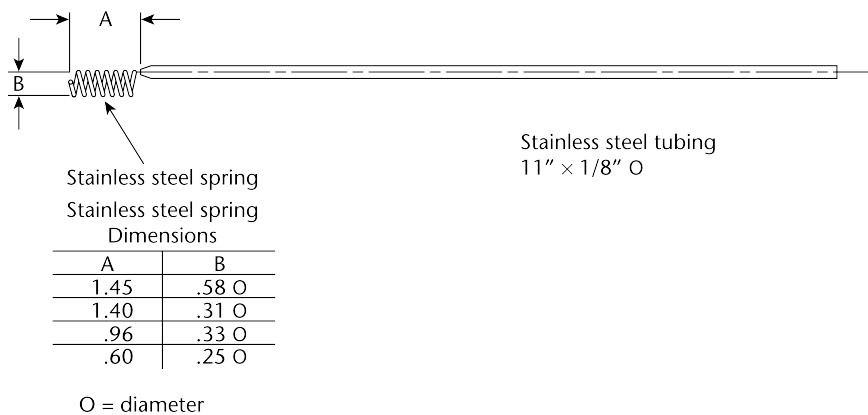 A
B
Stainless steel tubing
11" × 1/8" O
Stainless steel spring
Stainless steel spring
Dimensions
A B
1.45 .58 O
1.40 .31 O
.96 .33 O
.60 .25 O
O = diameter